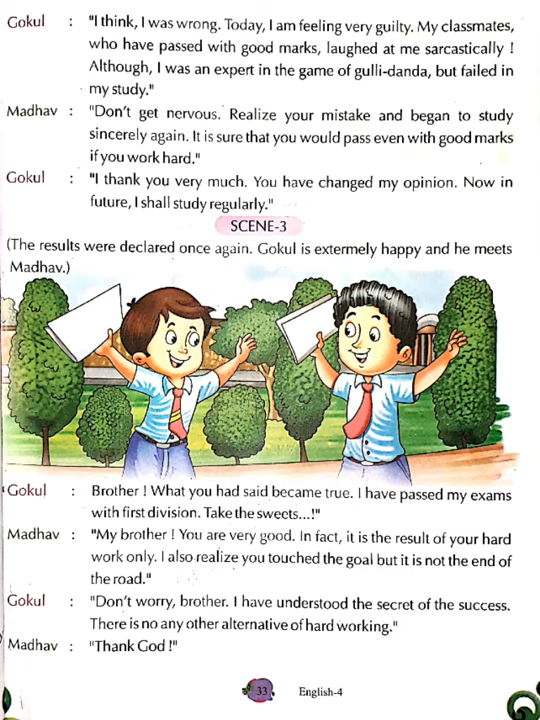 Gokul : "I think, I was wrong. Today, I am feeling very guilty. My classmates,
who have passed with good marks, laughed at me sarcastically !
Although, I was an expert in the game of gulli-danda, but failed in
my study."
Madhav : "Don't get nervous. Realize your mistake and began to study
sincerely again. It is sure that you would pass even with good marks
if you work hard."
Gokul : "I thank you very much. You have changed my opinion. Now in
future, I shall study regularly."
SCENE-3
(The results were declared once again. Gokul is extermely happy and he meets
Madhav.)
Gokul : Brother ! What you had said became true. I have passed my exams
with first division. Take the sweets...!"
Madhav : "My brother ! You are very good. In fact, it is the result of your hard
work only. I also realize you touched the goal but it is not the end of
the road."
Gokul : "Don't worry, brother. I have understood the secret of the success.
There is no any other alternative of hard working."
Madhav : "Thank God !"
33 English-4